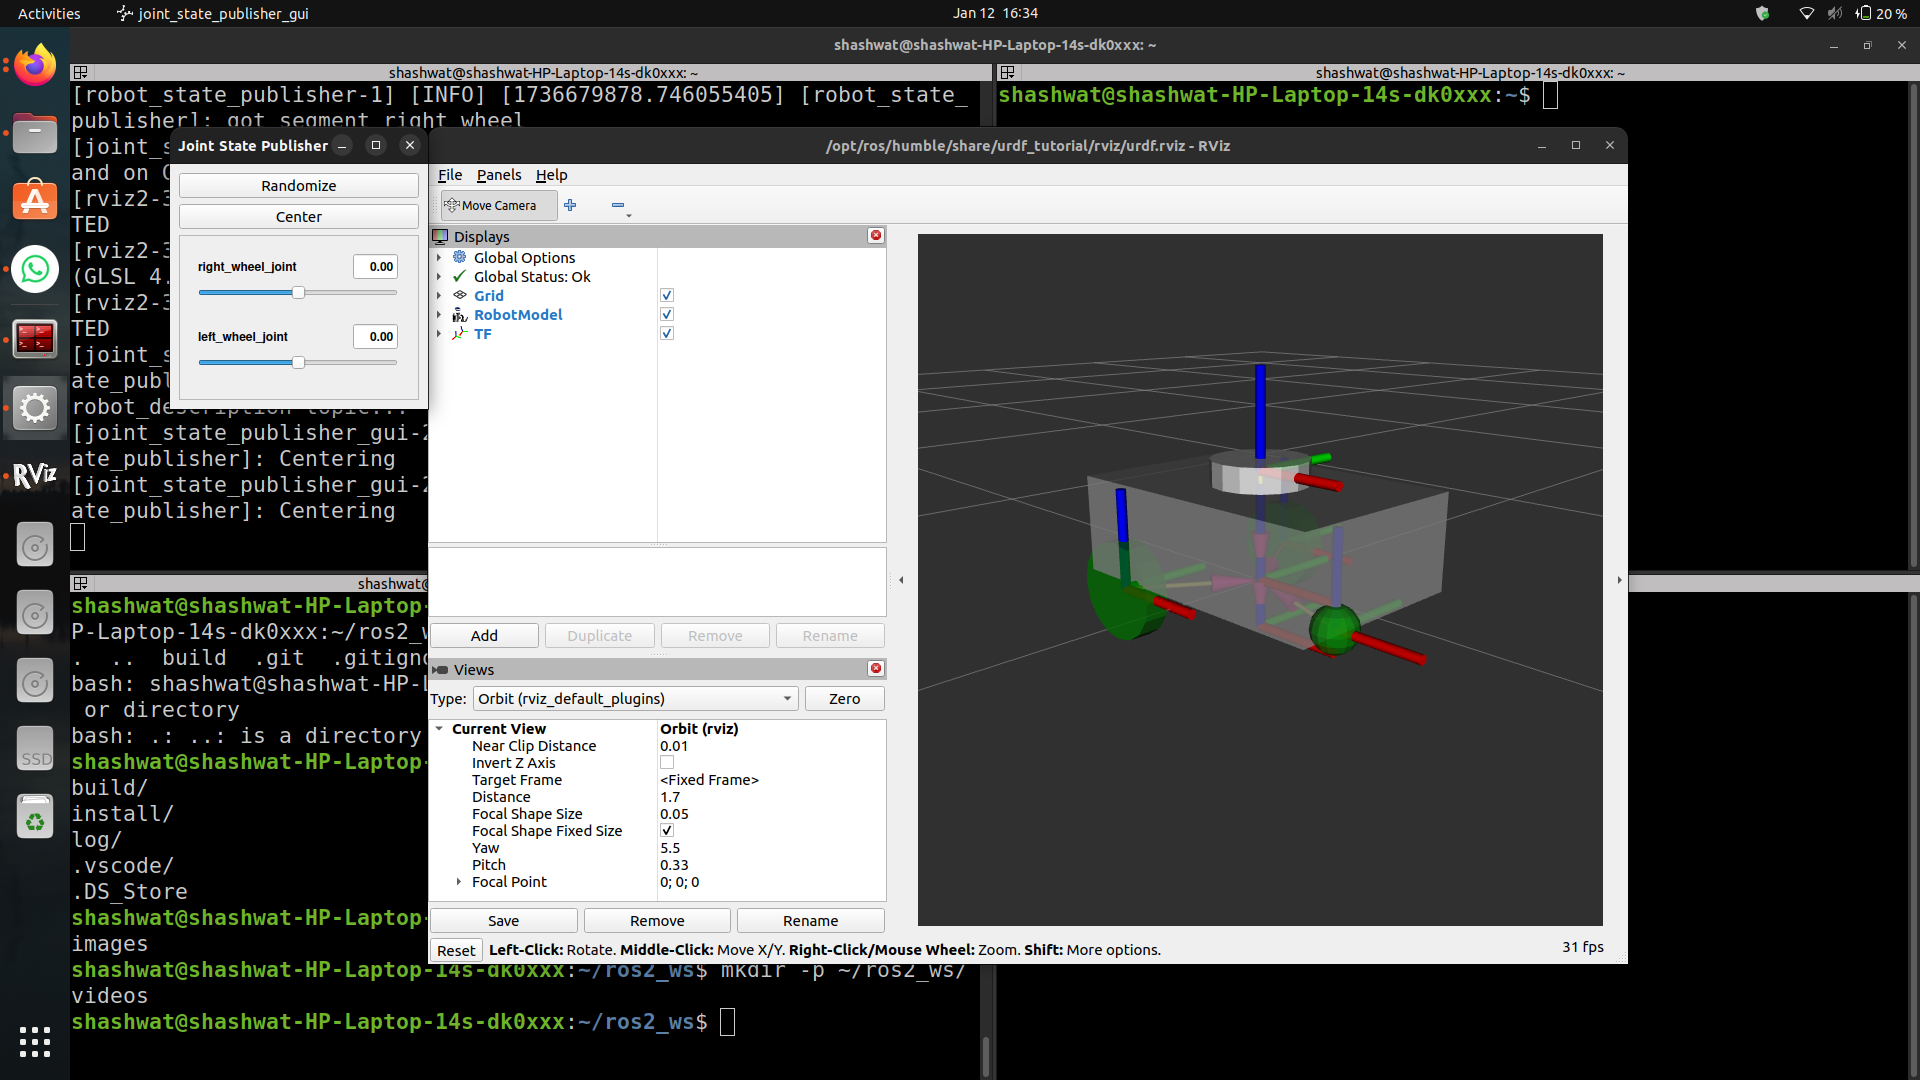 Activities
joint_state_publisher_gui
Jan 12 16:34
20 %
shashwat@shashwat-HP-Laptop-14s-dk0xxx: ~
shashwat@shashwat-HP-Laptop-14s-dk0xxx: ~
shashwat@shashwat-HP-Laptop-14s-dk0xxx: ~
[robot_state_publisher-1] [INFO] [1736679878.746055405] [robot_state_
publisher]: got segment right_wheel
[joint_s
and on
[rviz2-3
TED
[rviz2-3
(GLSL 4.
[rviz2-3
TED
[joint_s
ate_publ
robot_description topic...
[joint_state_publisher_gui-2
ate_publisher]: Centering
[joint_state_publisher_gui-2
ate_publisher]: Centering
shashwat@shashwat-HP-Laptop-14s-dk0xxx:~$
Joint State Publisher
Randomize
Center
right_wheel_joint
0.00
left_wheel_joint
0.00
/opt/ros/humble/share/urdf_tutorial/rviz/urdf.rviz - RViz
File Panels Help
Move Camera
Displays
Global Options
Global Status: Ok
Grid
RobotModel
TF
Add
Duplicate
Remove
Rename
Views
Type: Orbit (rviz_default_plugins)
Zero
Current View Orbit (rviz)
Near Clip Distance 0.01
Invert Z Axis
Target Frame <Fixed Frame>
Distance 1.7
Focal Shape Size 0.05
Focal Shape Fixed Size
Yaw 5.5
Pitch 0.33
Focal Point 0; 0; 0
Save
Remove
Rename
Reset
Left-Click: Rotate. Middle-Click: Move X/Y. Right-Click/Mouse Wheel: Zoom. Shift: More options.
31 fps
RViz
SSD
shashwat@
shashwat@shashwat-HP-Laptop-
P-Laptop-14s-dk0xxx:~/ros2_w
. .. build .git .gitigno
bash: shashwat@shashwat-HP-L
or directory
bash: .: ..: is a directory
shashwat@shashwat-HP-Laptop-
build/
install/
log/
.vscode/
.DS_Store
shashwat@shashwat-HP-Laptop-
images
shashwat@shashwat-HP-Laptop-14s-dk0xxx:~/ros2_ws$ mkdir -p ~/ros2_ws/
videos
shashwat@shashwat-HP-Laptop-14s-dk0xxx:~/ros2_ws$